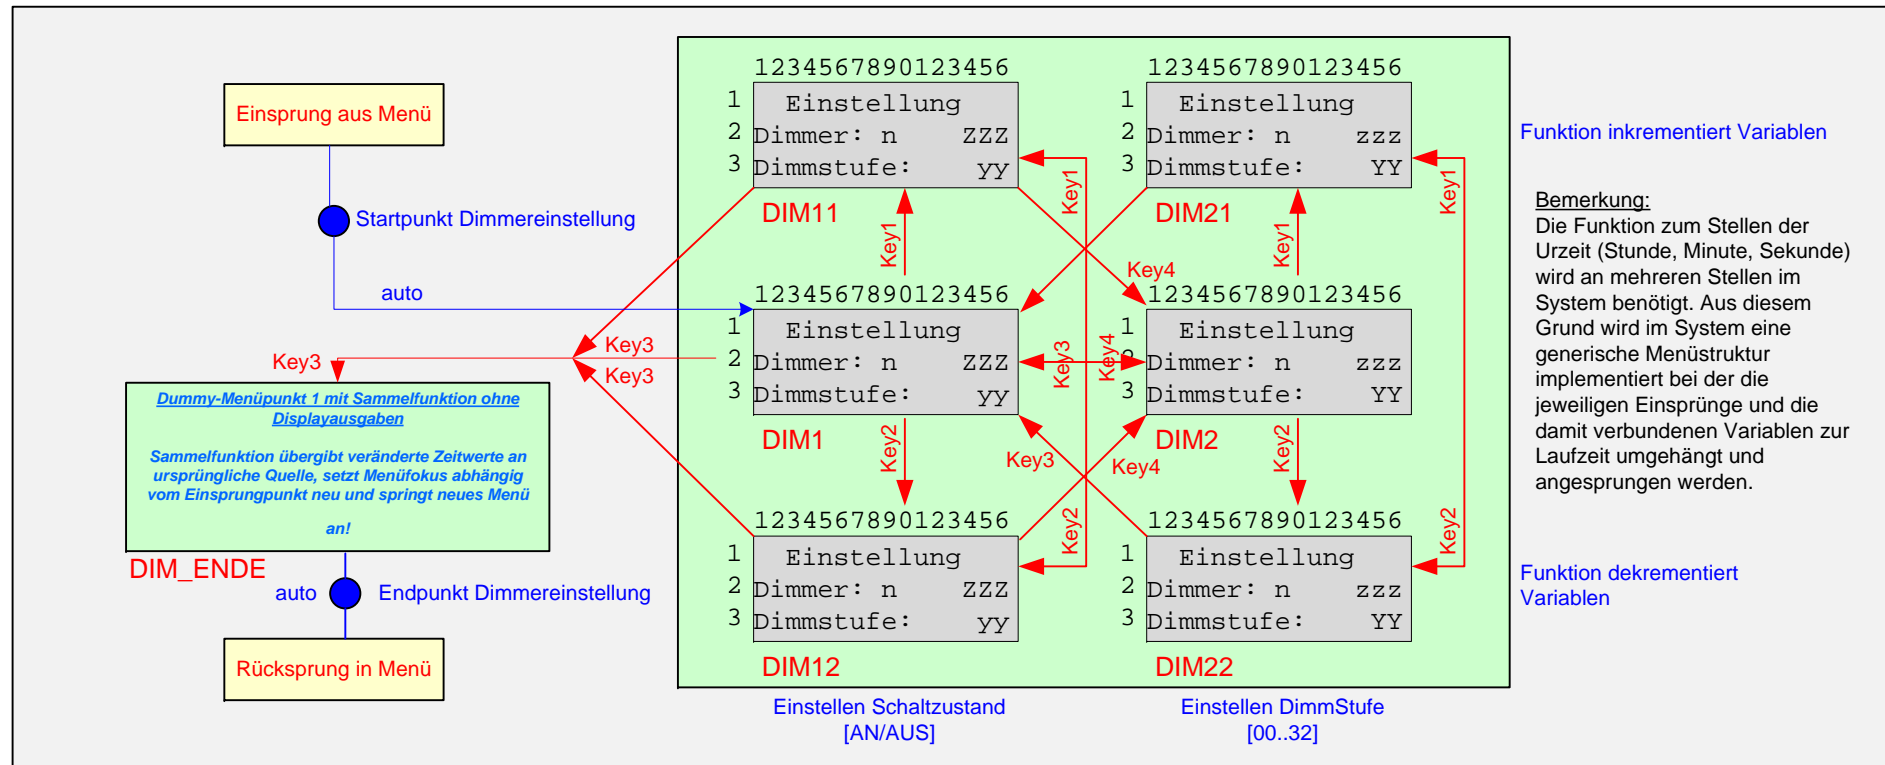 Einsprung aus Menü
Startpunkt Dimmereinstellung
auto
Key3
Key3
Key3
Dummy-Menüpunkt 1 mit Sammelfunktion ohne
Displayausgaben
Sammelfunktion übergibt veränderte Zeitwerte an
ursprüngliche Quelle, setzt Menüfokus abhängig
vom Einsprungpunkt neu und springt neues Menü
an!
DIM_ENDE
auto
Endpunkt Dimmereinstellung
Rücksprung in Menü
1234567890123456
1 Einstellung
2 Dimmer: n ZZZ
3 Dimmstufe: yy
DIM11
Key1
Key1
1234567890123456
1 Einstellung
2 Dimmer: n zzz
3 Dimmstufe: YY
DIM21
Key1
Key1
Key4
1234567890123456
1 Einstellung
2 Dimmer: n ZZZ
3 Dimmstufe: yy
DIM1
Key3
Key4
1234567890123456
1 Einstellung
2 Dimmer: n zzz
3 Dimmstufe: YY
DIM2
Key2
Key3
Key4
Key2
1234567890123456
1 Einstellung
2 Dimmer: n ZZZ
3 Dimmstufe: yy
DIM12
Key2
1234567890123456
1 Einstellung
2 Dimmer: n zzz
3 Dimmstufe: YY
DIM22
Key2
Einstellen Schaltzustand
[AN/AUS]
Einstellen DimmStufe
[00..32]
Funktion inkrementiert Variablen
Bemerkung:
Die Funktion zum Stellen der
Urzeit (Stunde, Minute, Sekunde)
wird an mehreren Stellen im
System benötigt. Aus diesem
Grund wird im System eine
generische Menüstruktur
implementiert bei der die
jeweiligen Einsprünge und die
damit verbundenen Variablen zur
Laufzeit umgehängt und
angesprungen werden.
Funktion dekrementiert
Variablen